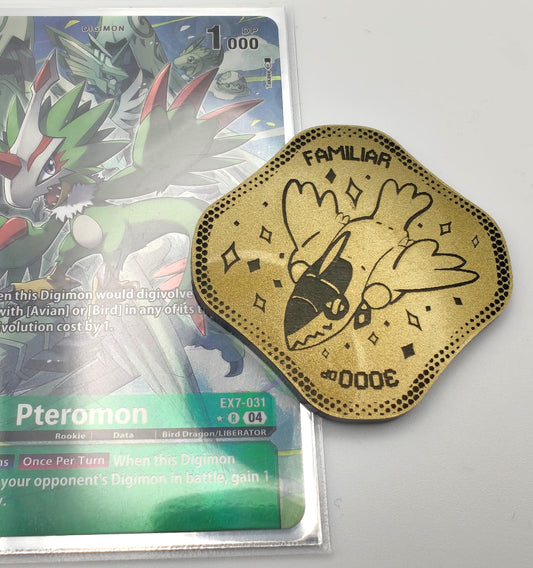 DIGIMON
DP
1000
en this Digimon would digivolve
with [Avian] or [Bird] in any of its
volution cost by 1.
Pteromon
EX7-031
R 04
Rookie Data Bird Dragon/LIBERATOR
ns Once Per Turn When this Digimon
your opponent's Digimon in battle, gain 1
y.
FAMILIAR
3000 DP